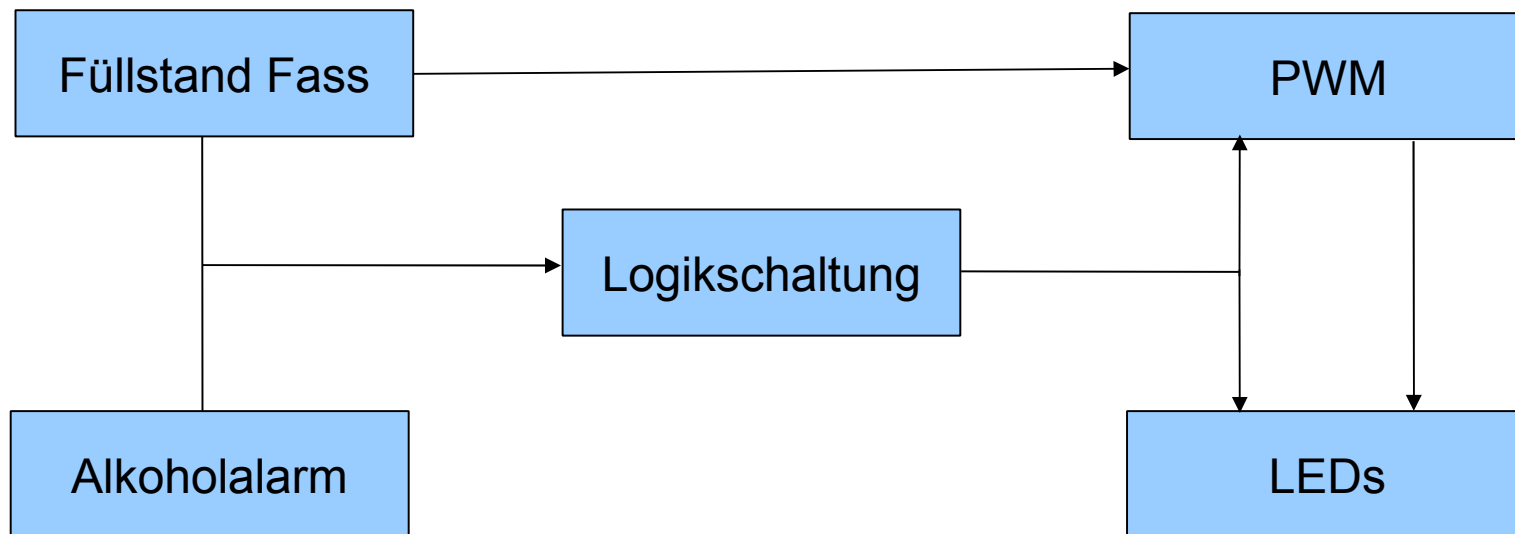 Füllstand Fass
PWM
Logikschaltung
Alkoholalarm
LEDs